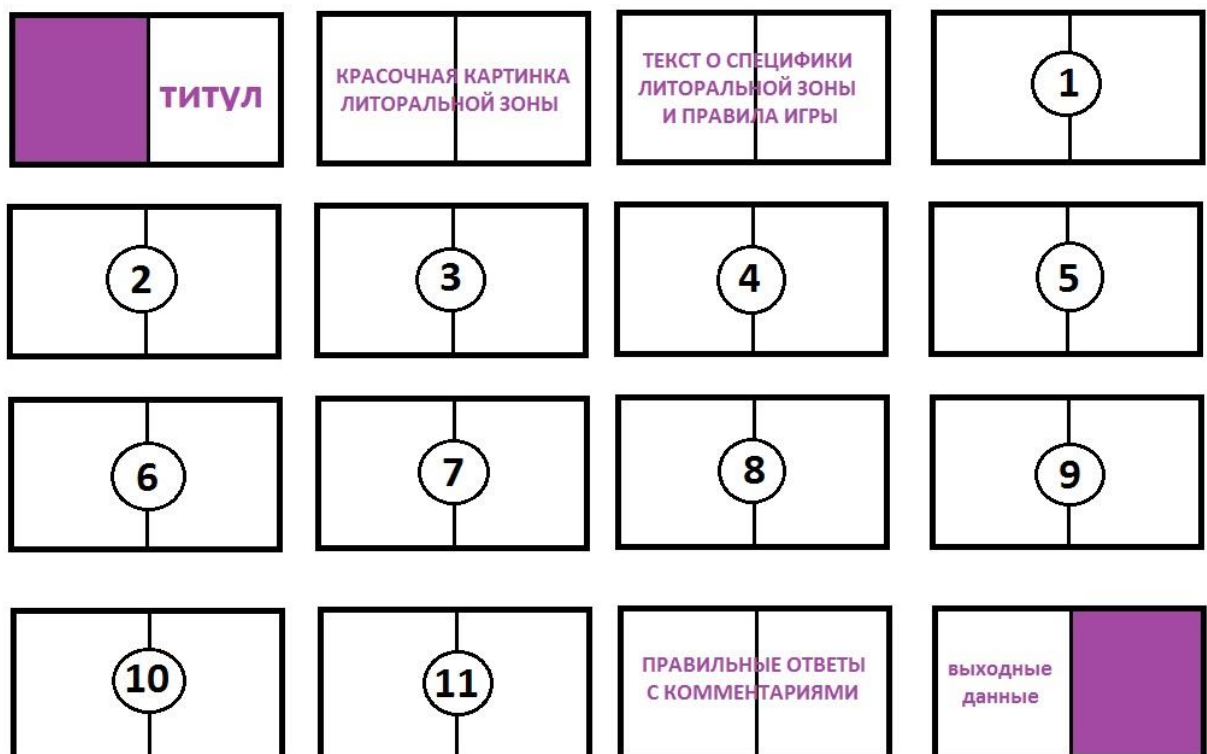 титул
КРАСОЧНАЯ КАРТИНКА
ЛИТОРАЛЬНОЙ ЗОНЫ
ТЕКСТ О СПЕЦИФИКИ
ЛИТОРАЛЬНОЙ ЗОНЫ
И ПРАВИЛА ИГРЫ
1
2
3
4
5
6
7
8
9
10
11
ПРАВИЛЬНЫЕ ОТВЕТЫ
С КОММЕНТАРИЯМИ
выходные
данные